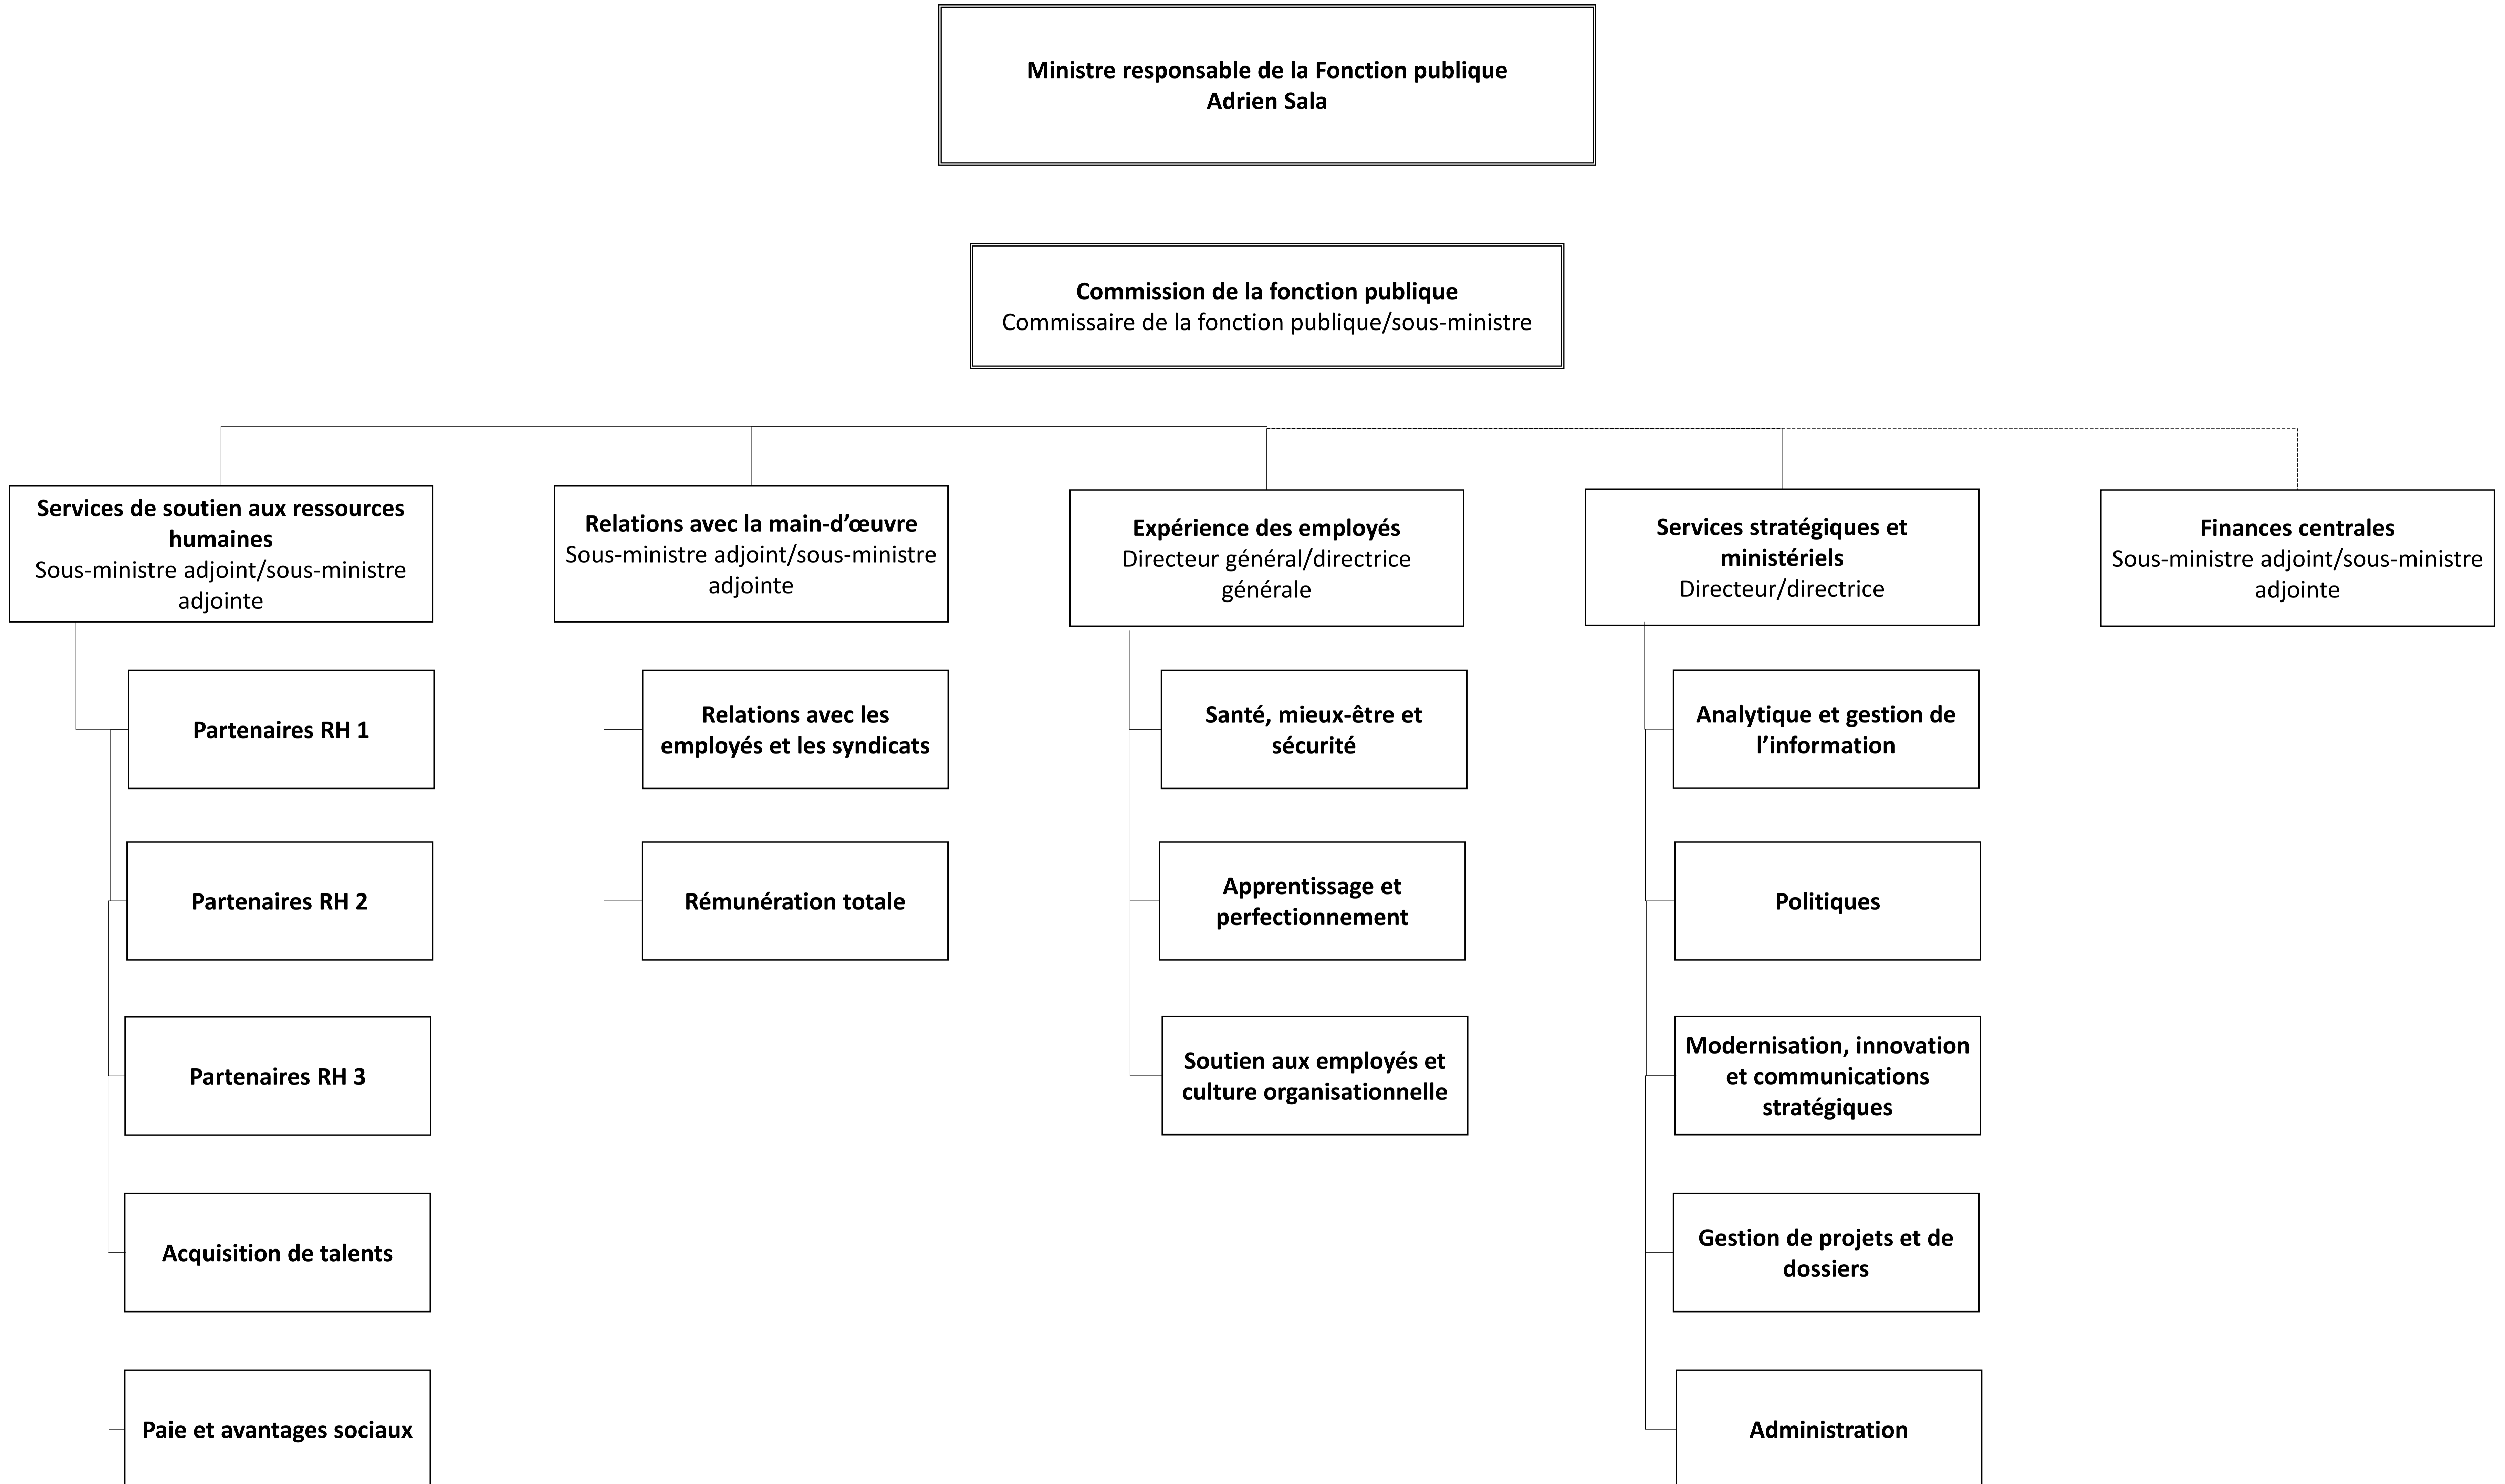 Ministre responsable de la Fonction publique
Adrien Sala
Commission de la fonction publique
Commissaire de la fonction publique/sous-ministre
Services de soutien aux ressources
humaines
Sous-ministre adjoint/sous-ministre
adjointe
Relations avec la main-d’œuvre
Sous-ministre adjoint/sous-ministre
adjointe
Expérience des employés
Directeur général/directrice
générale
Services stratégiques et
ministériels
Directeur/directrice
Finances centrales
Sous-ministre adjoint/sous-ministre
adjointe
Partenaires RH 1
Partenaires RH 2
Partenaires RH 3
Acquisition de talents
Paie et avantages sociaux
Relations avec les
employés et les syndicats
Rémunération totale
Santé, mieux-être et
sécurité
Apprentissage et
perfectionnement
Soutien aux employés et
culture organisationnelle
Analytique et gestion de
l’information
Politiques
Modernisation, innovation
et communications
stratégiques
Gestion de projets et de
dossiers
Administration